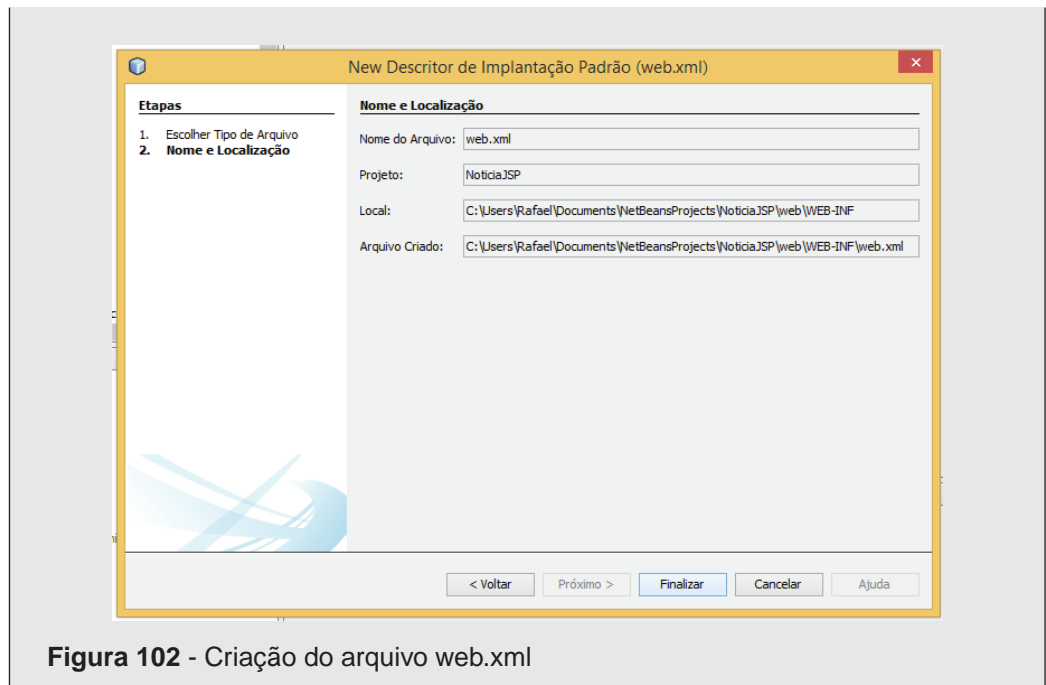 New Descritor de Implantação Padrão (web.xml)
Etapas
1. Escolher Tipo de Arquivo
2. Nome e Localização
Nome e Localização
Nome do Arquivo: web.xml
Projeto: NoticiaJSP
Local: C:\Users\Rafael\Documents\NetBeansProjects\NoticiaJSP\web\WEB-INF
Arquivo Criado: C:\Users\Rafael\Documents\NetBeansProjects\NoticiaJSP\web\WEB-INF\web.xml
< Voltar Próximo > Finalizar Cancelar Ajuda
Figura 102 - Criação do arquivo web.xml